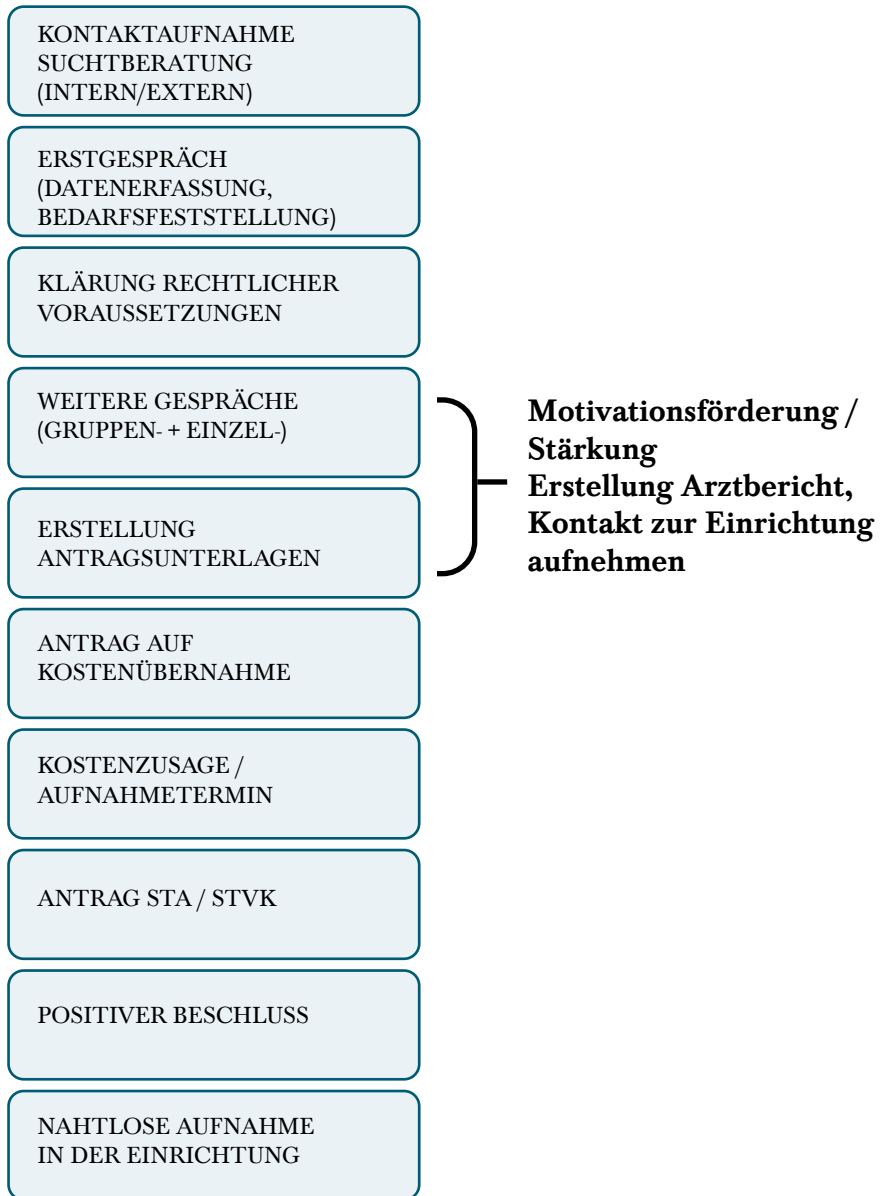 KONTAKTAUFNAHME
SUCHTBERATUNG
(INTERN/EXTERN)
ERSTGESPRÄCH
(DATENERFASSUNG,
BEDARFSFESTSTELLUNG)
KLÄRUNG RECHTLICHER
VORAUSSETZUNGEN
WEITERE GESPRÄCHE
(GRUPPEN- + EINZEL-)
ERSTELLUNG
ANTRAGSUNTERLAGEN
Motivationsförderung /
Stärkung
Erstellung Arztbericht,
Kontakt zur Einrichtung
aufnehmen
ANTRAG AUF
KOSTENÜBERNAHME
KOSTENZUSAGE /
AUFNAHMETERMIN
ANTRAG STA / STVK
POSITIVER BESCHLUSS
NAHTLOSE AUFNAHME
IN DER EINRICHTUNG